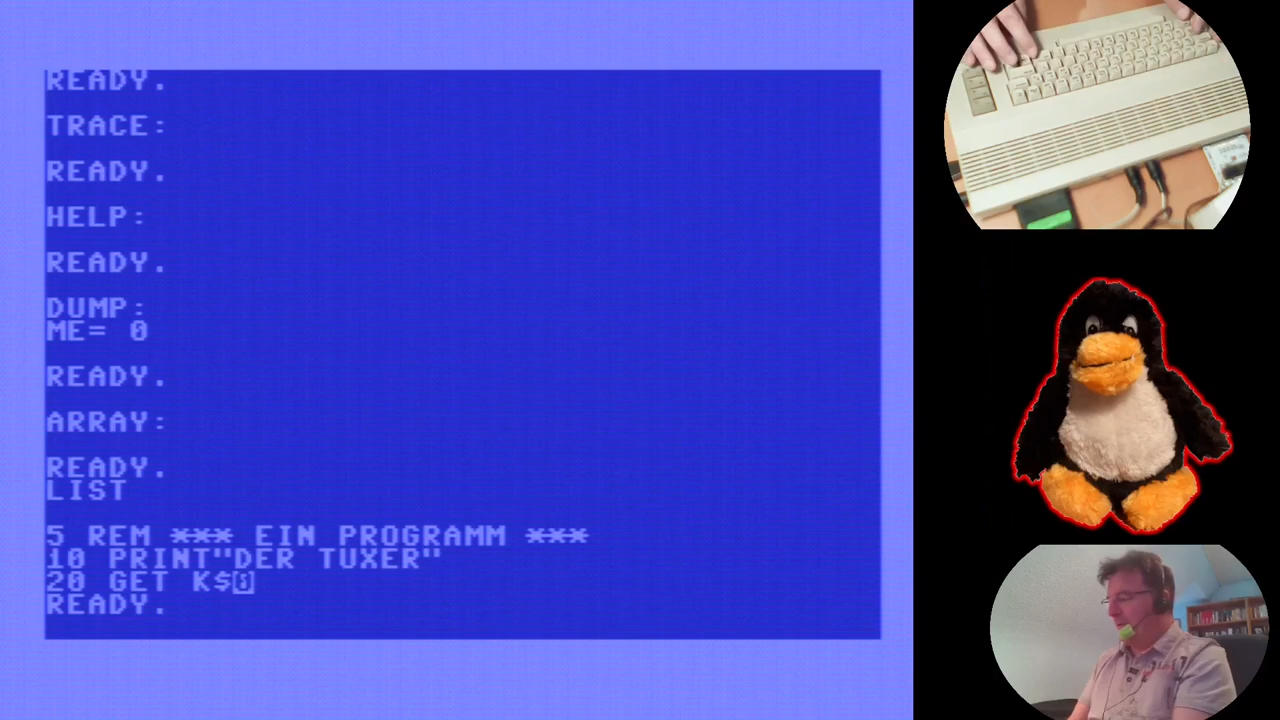 READY.
TRACE:
READY.
HELP:
READY.
DUMP:
ME= 0
READY.
ARRAY:
READY.
LIST
5 REM *** EIN PROGRAMM ***
10 PRINT"DER TUXER"
20 GET K$:
READY.